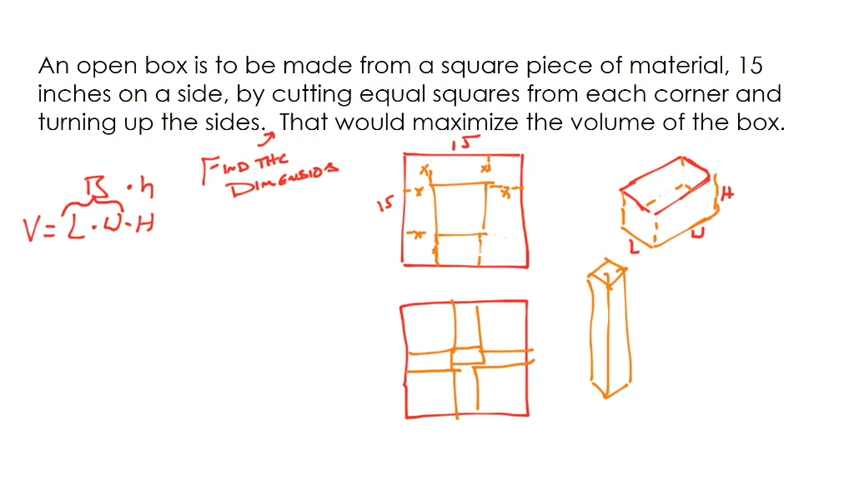 An open box is to be made from a square piece of material, 15
inches on a side, by cutting equal squares from each corner and
turning up the sides. That would maximize the volume of the box.
FIND THE
DIMENSIONS
B · h
V = L · W · H
15
15
x x
x x
x
H
L W